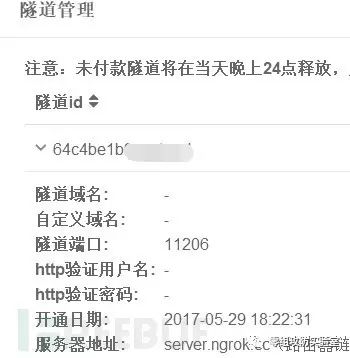 隧道管理
注意：未付款隧道将在当天晚上24点释放，
隧道id
64c4be1b
隧道域名： -
自定义域名： -
隧道端口： 11206
http验证用户名： -
http验证密码： -
开通日期： 2017-05-29 18:22:31
服务器地址： server.ngrok.cc